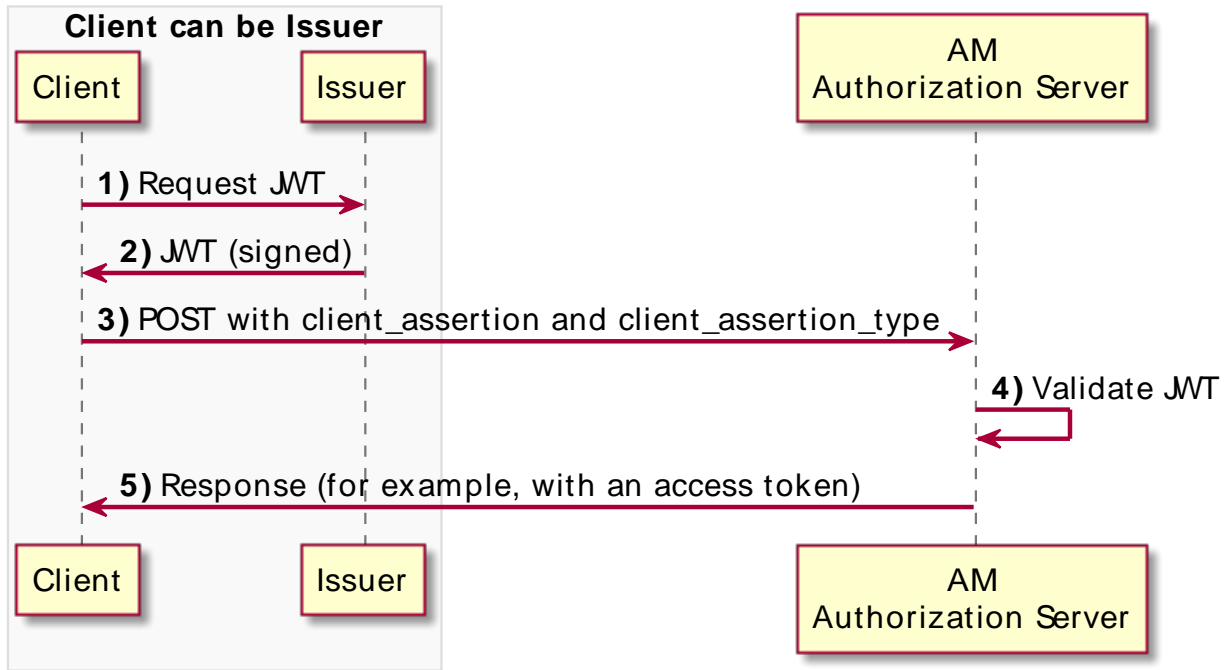 Client can be Issuer
Client
Issuer
AM
Authorization Server
1) Request JWT
2) JWT (signed)
3) POST with client_assertion and client_assertion_type
4) Validate JWT
5) Response (for example, with an access token)
Client
Issuer
AM
Authorization Server